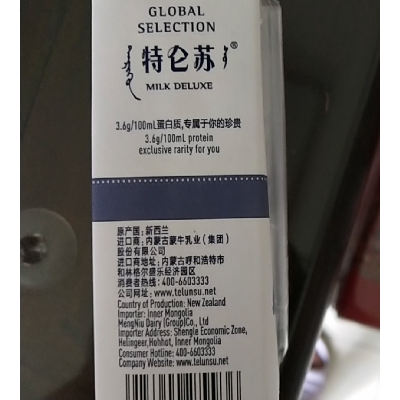 GLOBAL
SELECTION
特仑苏®
MILK DELUXE
3.6g/100mL蛋白质,专属于你的珍贵
3.6g/100mL protein
exclusive rarity for you
原产国:新西兰
进口商:内蒙古蒙牛乳业(集团)
股份有限公司
进口商地址:内蒙古呼和浩特市
和林格尔盛乐经济园区
消费者热线:400-6603333
公司网址:www.telunsu.net
Country of Production: New Zealand
Importer: Inner Mongolia
MengNiu Dairy (Group)Co., Ltd
Importer Address: Shengle Economic Zone,
Helingeer,Hohhot, Inner Mongolia
Consumer Hotline: 400-6603333
Company Website: www.telunsu.net